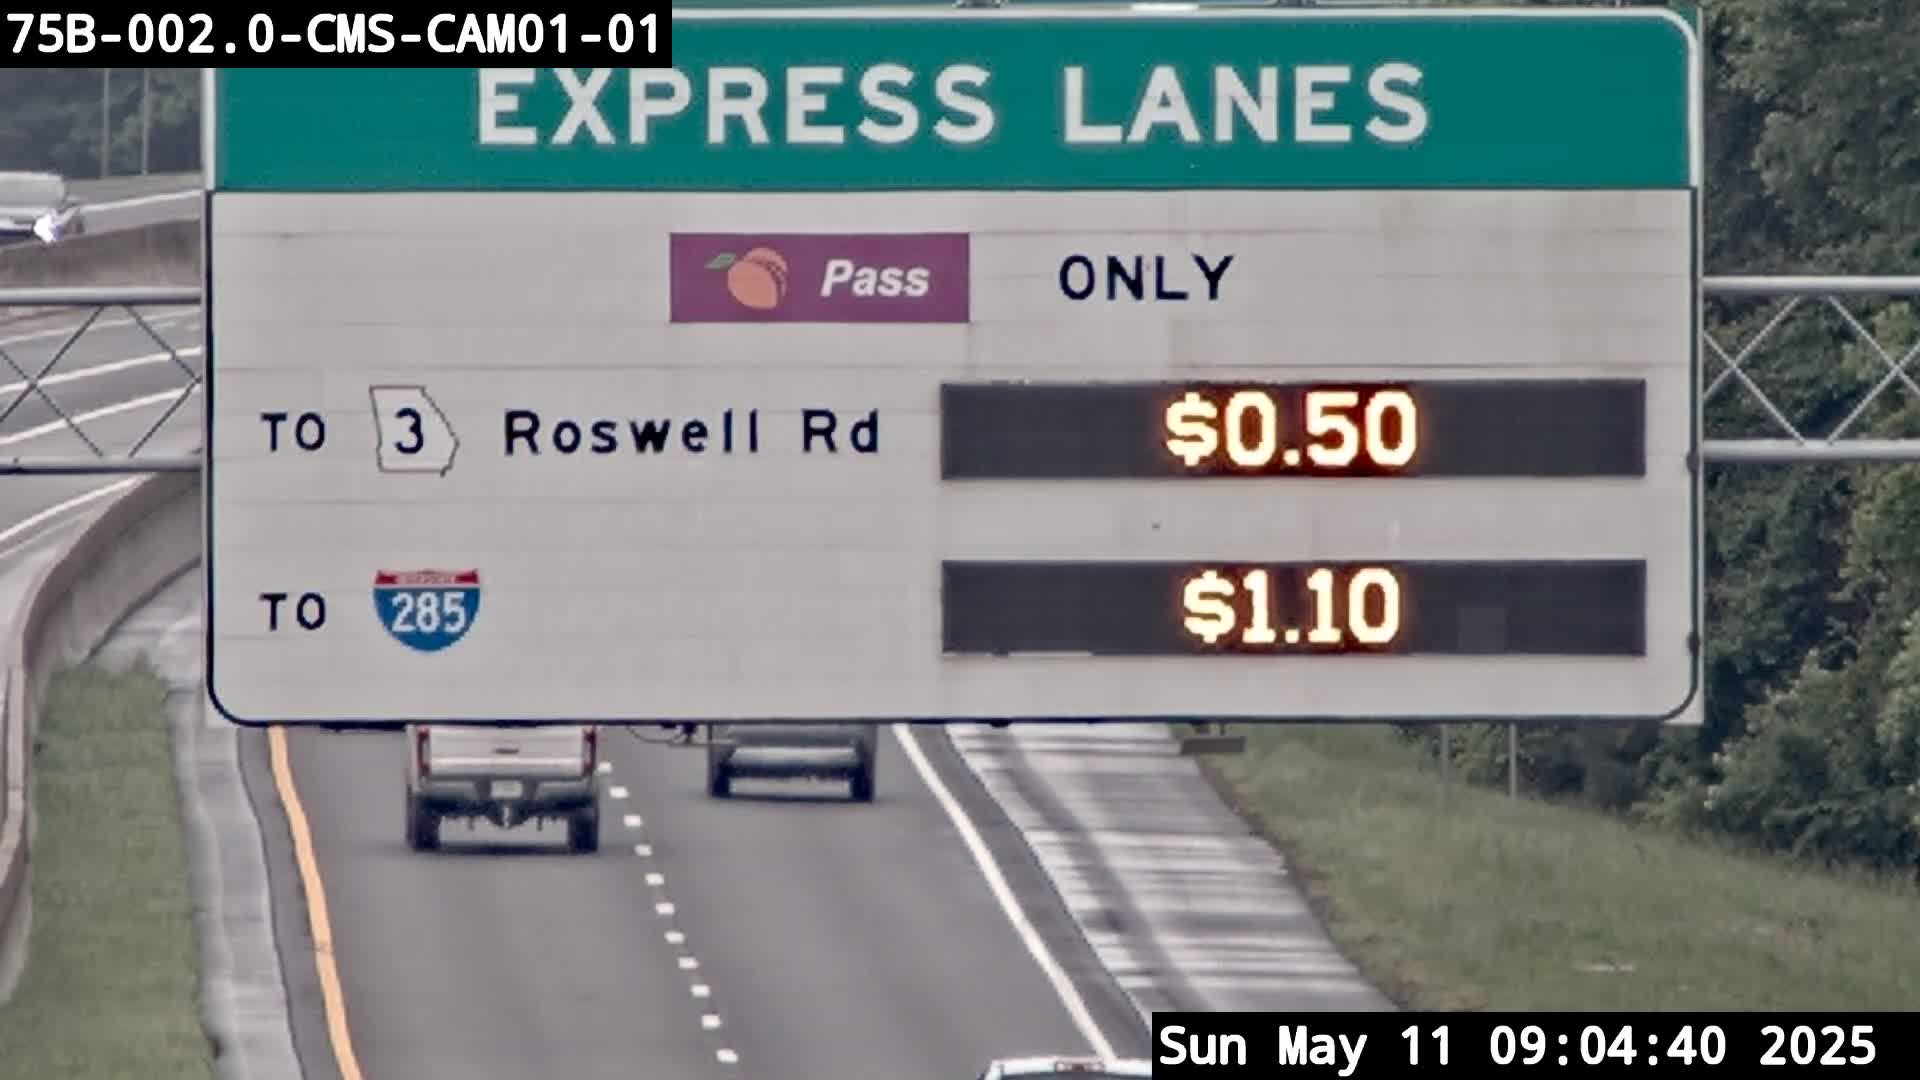 75B-002.0-CMS-CAM01-01
EXPRESS LANES
Pass ONLY
TO 3 Roswell Rd $0.50
TO 285 $1.10
Sun May 11 09:04:40 2025